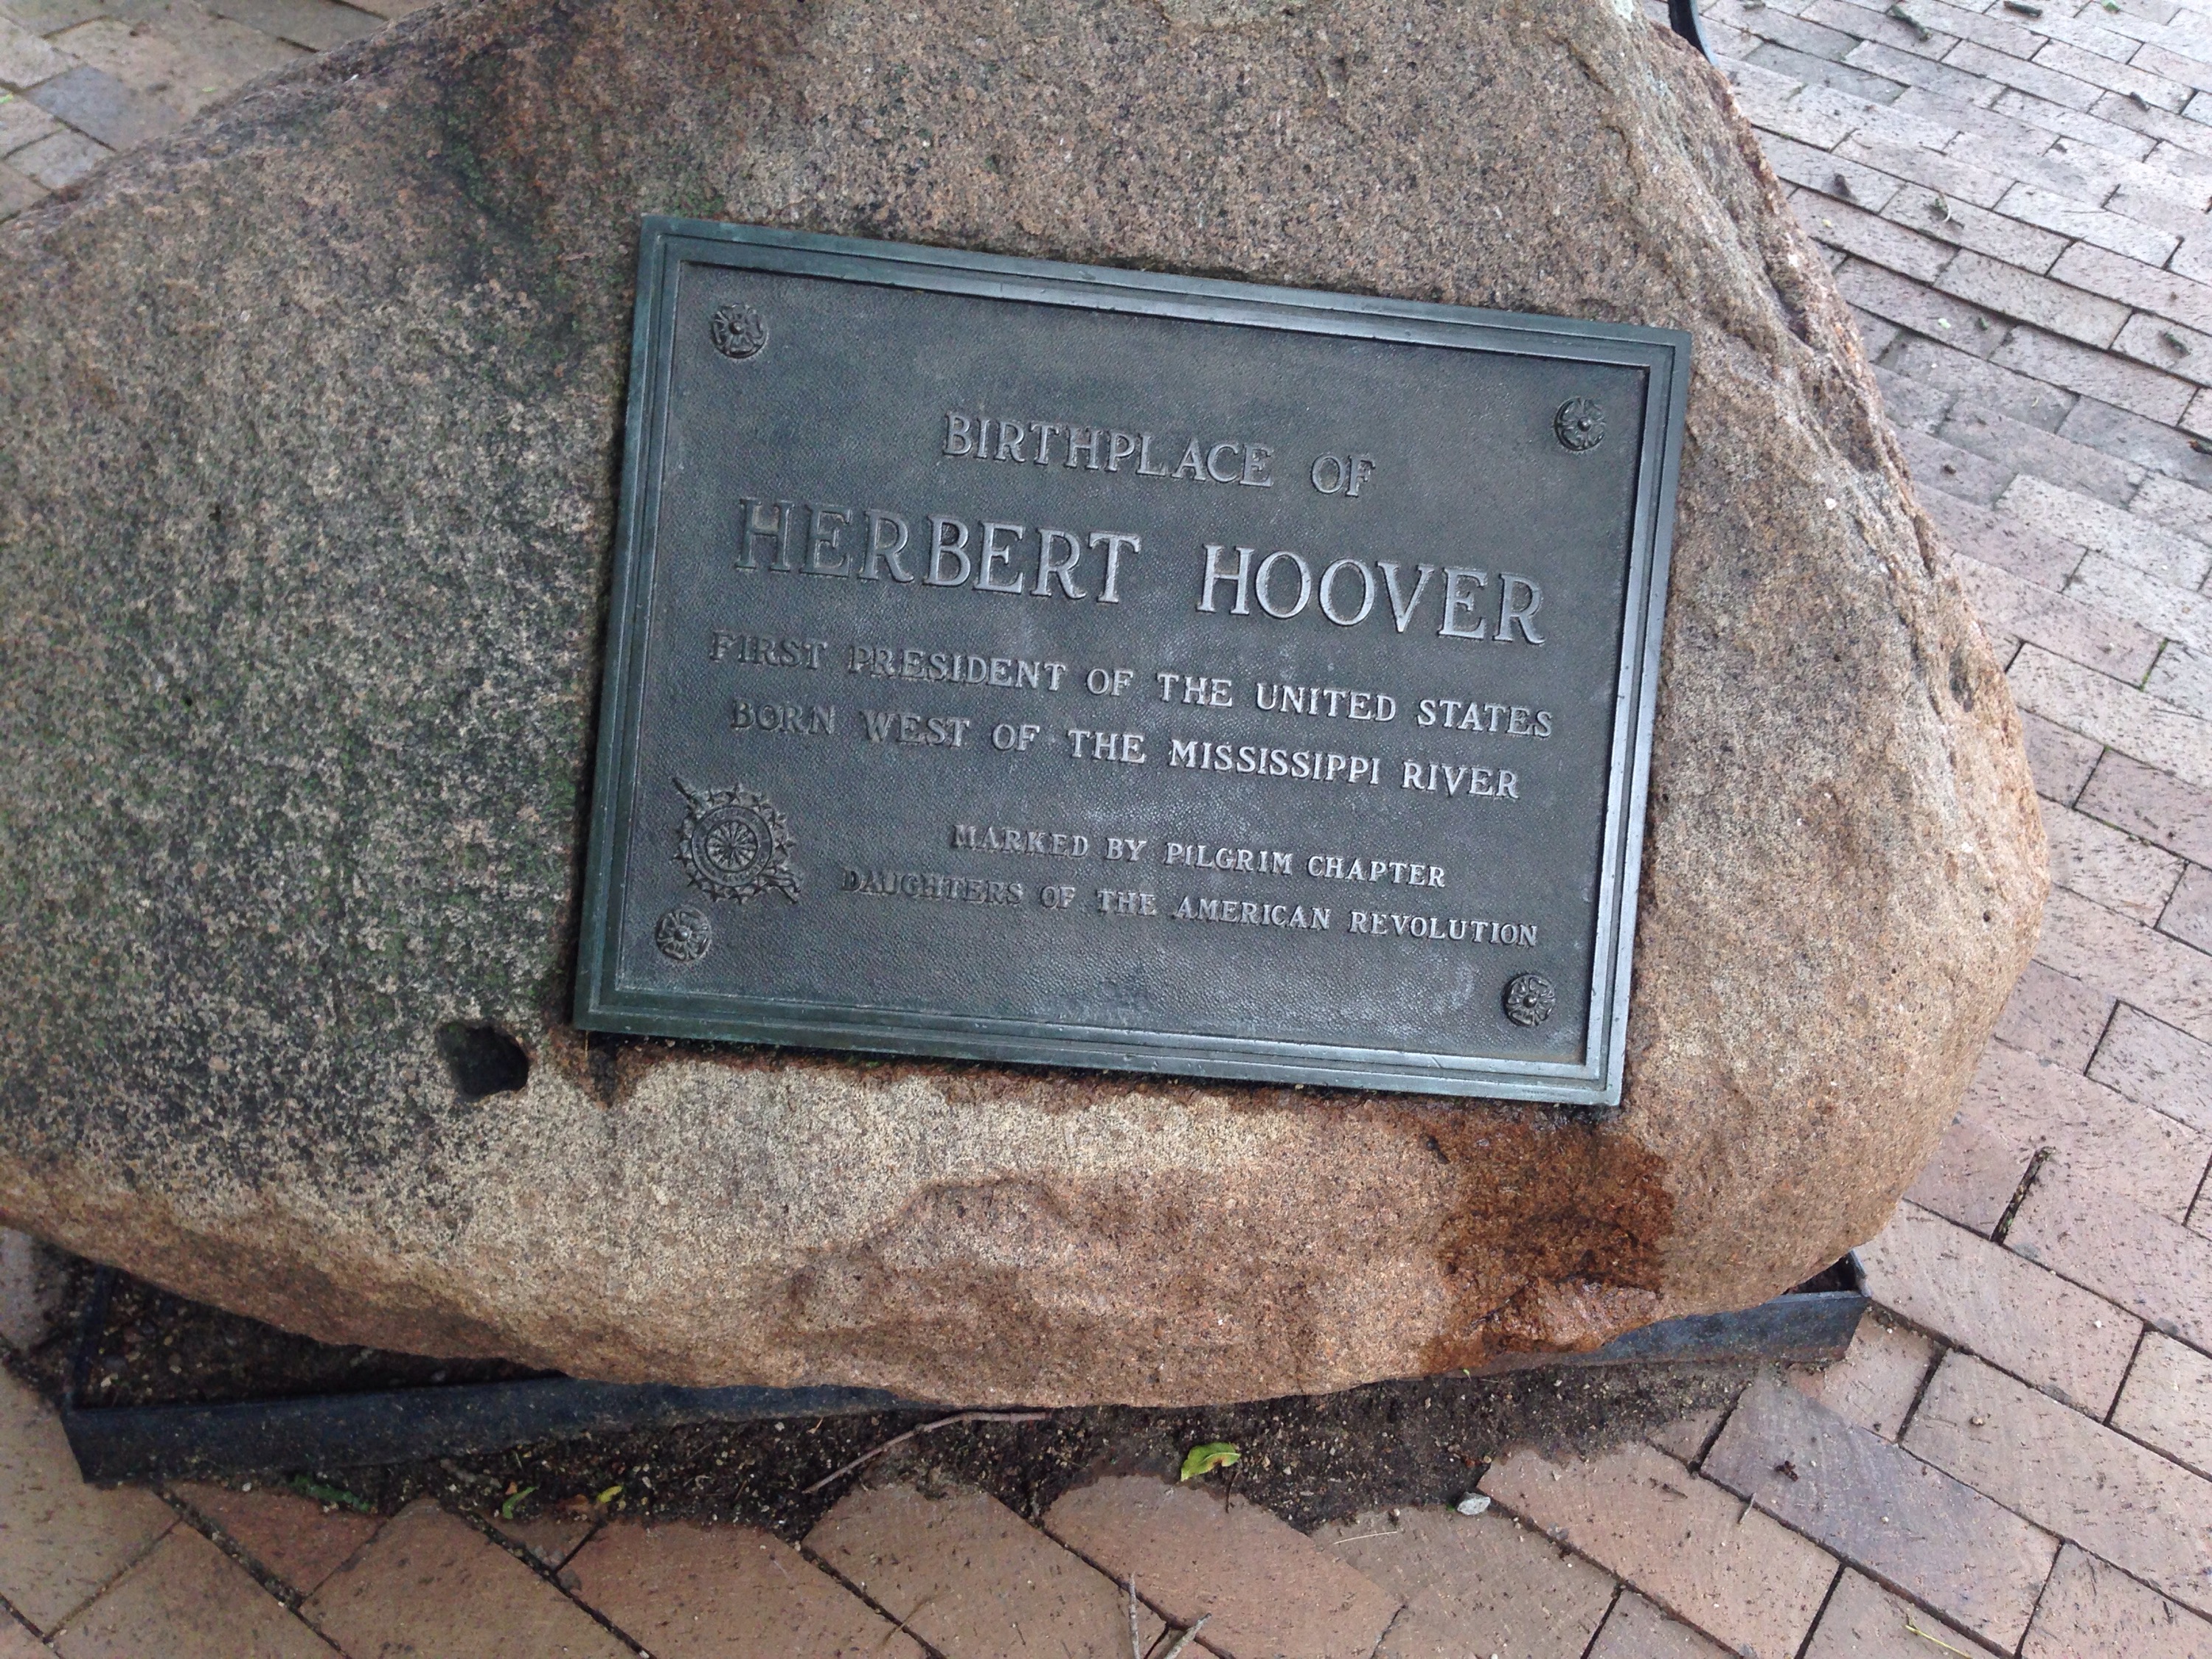 BIRTHPLACE OF
HERBERT HOOVER
FIRST PRESIDENT OF THE UNITED STATES
BORN WEST OF THE MISSISSIPPI RIVER
MARKED BY PILGRIM CHAPTER
DAUGHTERS OF THE AMERICAN REVOLUTION